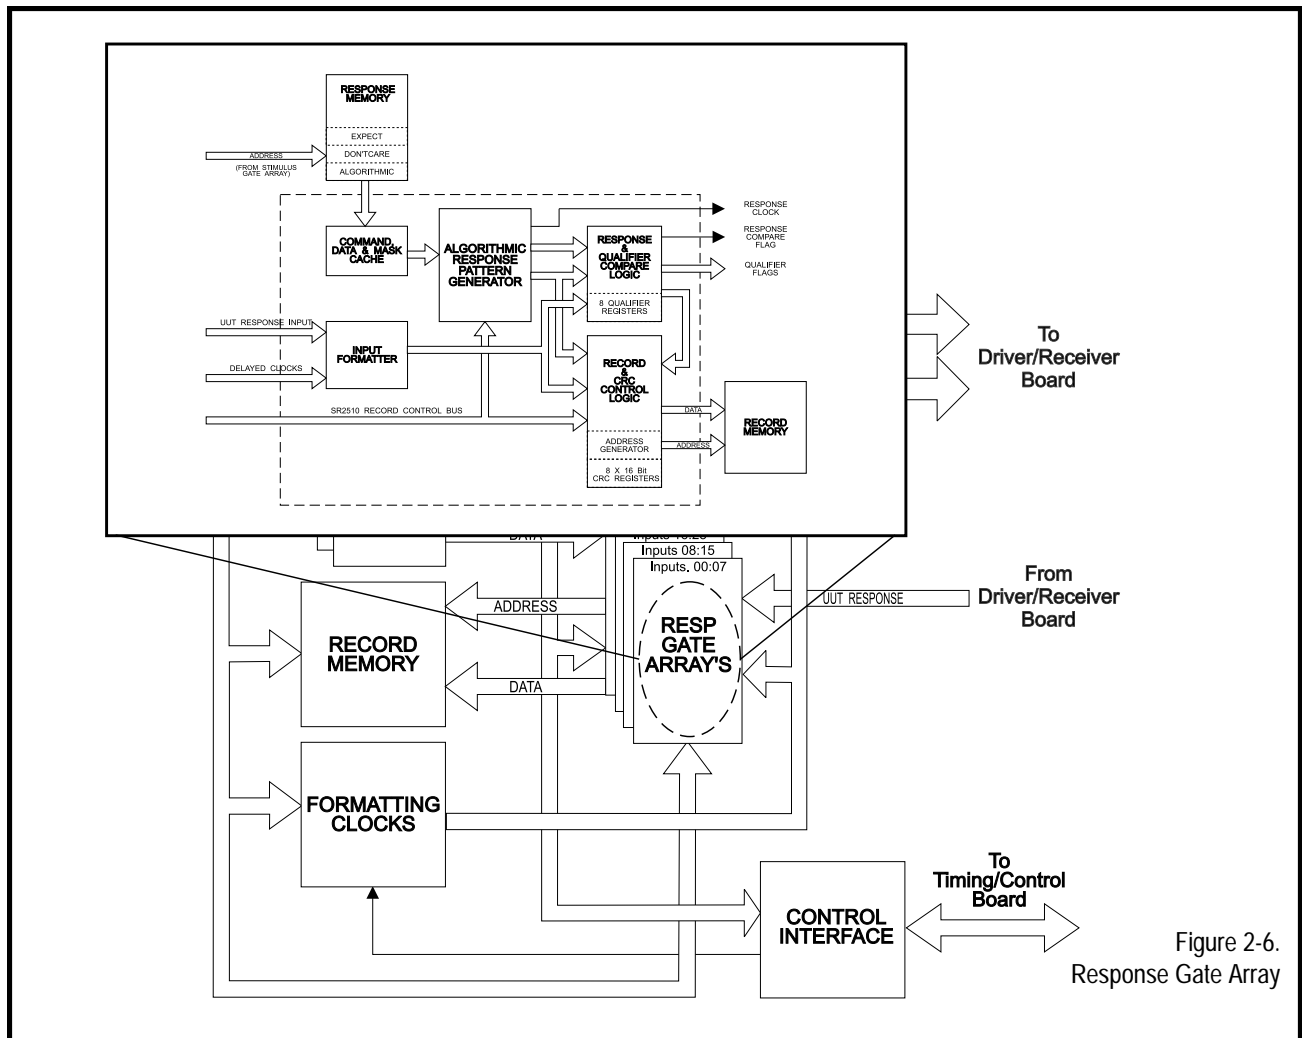 RESPONSE
MEMORY
EXPECT
DON'TCARE
ALGORITHMIC
ADDRESS
(FROM STIMULUS
GATE ARRAY)
COMMAND,
DATA & MASK
CACHE
ALGORITHMIC
RESPONSE
PATTERN
GENERATOR
RESPONSE
&
QUALIFIER
COMPARE
LOGIC
8 QUALIFIER
REGISTERS
RESPONSE
CLOCK
RESPONSE
COMPARE
FLAG
QUALIFIER
FLAGS
UUT RESPONSE INPUT
INPUT
FORMATTER
DELAYED CLOCKS
SR2510 RECORD CONTROL BUS
RECORD
&
CRC
CONTROL
LOGIC
ADDRESS
GENERATOR
8 X 16 Bit
CRC REGISTERS
DATA
ADDRESS
RECORD
MEMORY
To
Driver/Receiver
Board
DATA
Inputs 08:15
Inputs. 00:07
From
Driver/Receiver
Board
UUT RESPONSE
ADDRESS
RECORD
MEMORY
DATA
RESP
GATE
ARRAY'S
FORMATTING
CLOCKS
CONTROL
INTERFACE
To
Timing/Control
Board
Figure 2-6.
Response Gate Array